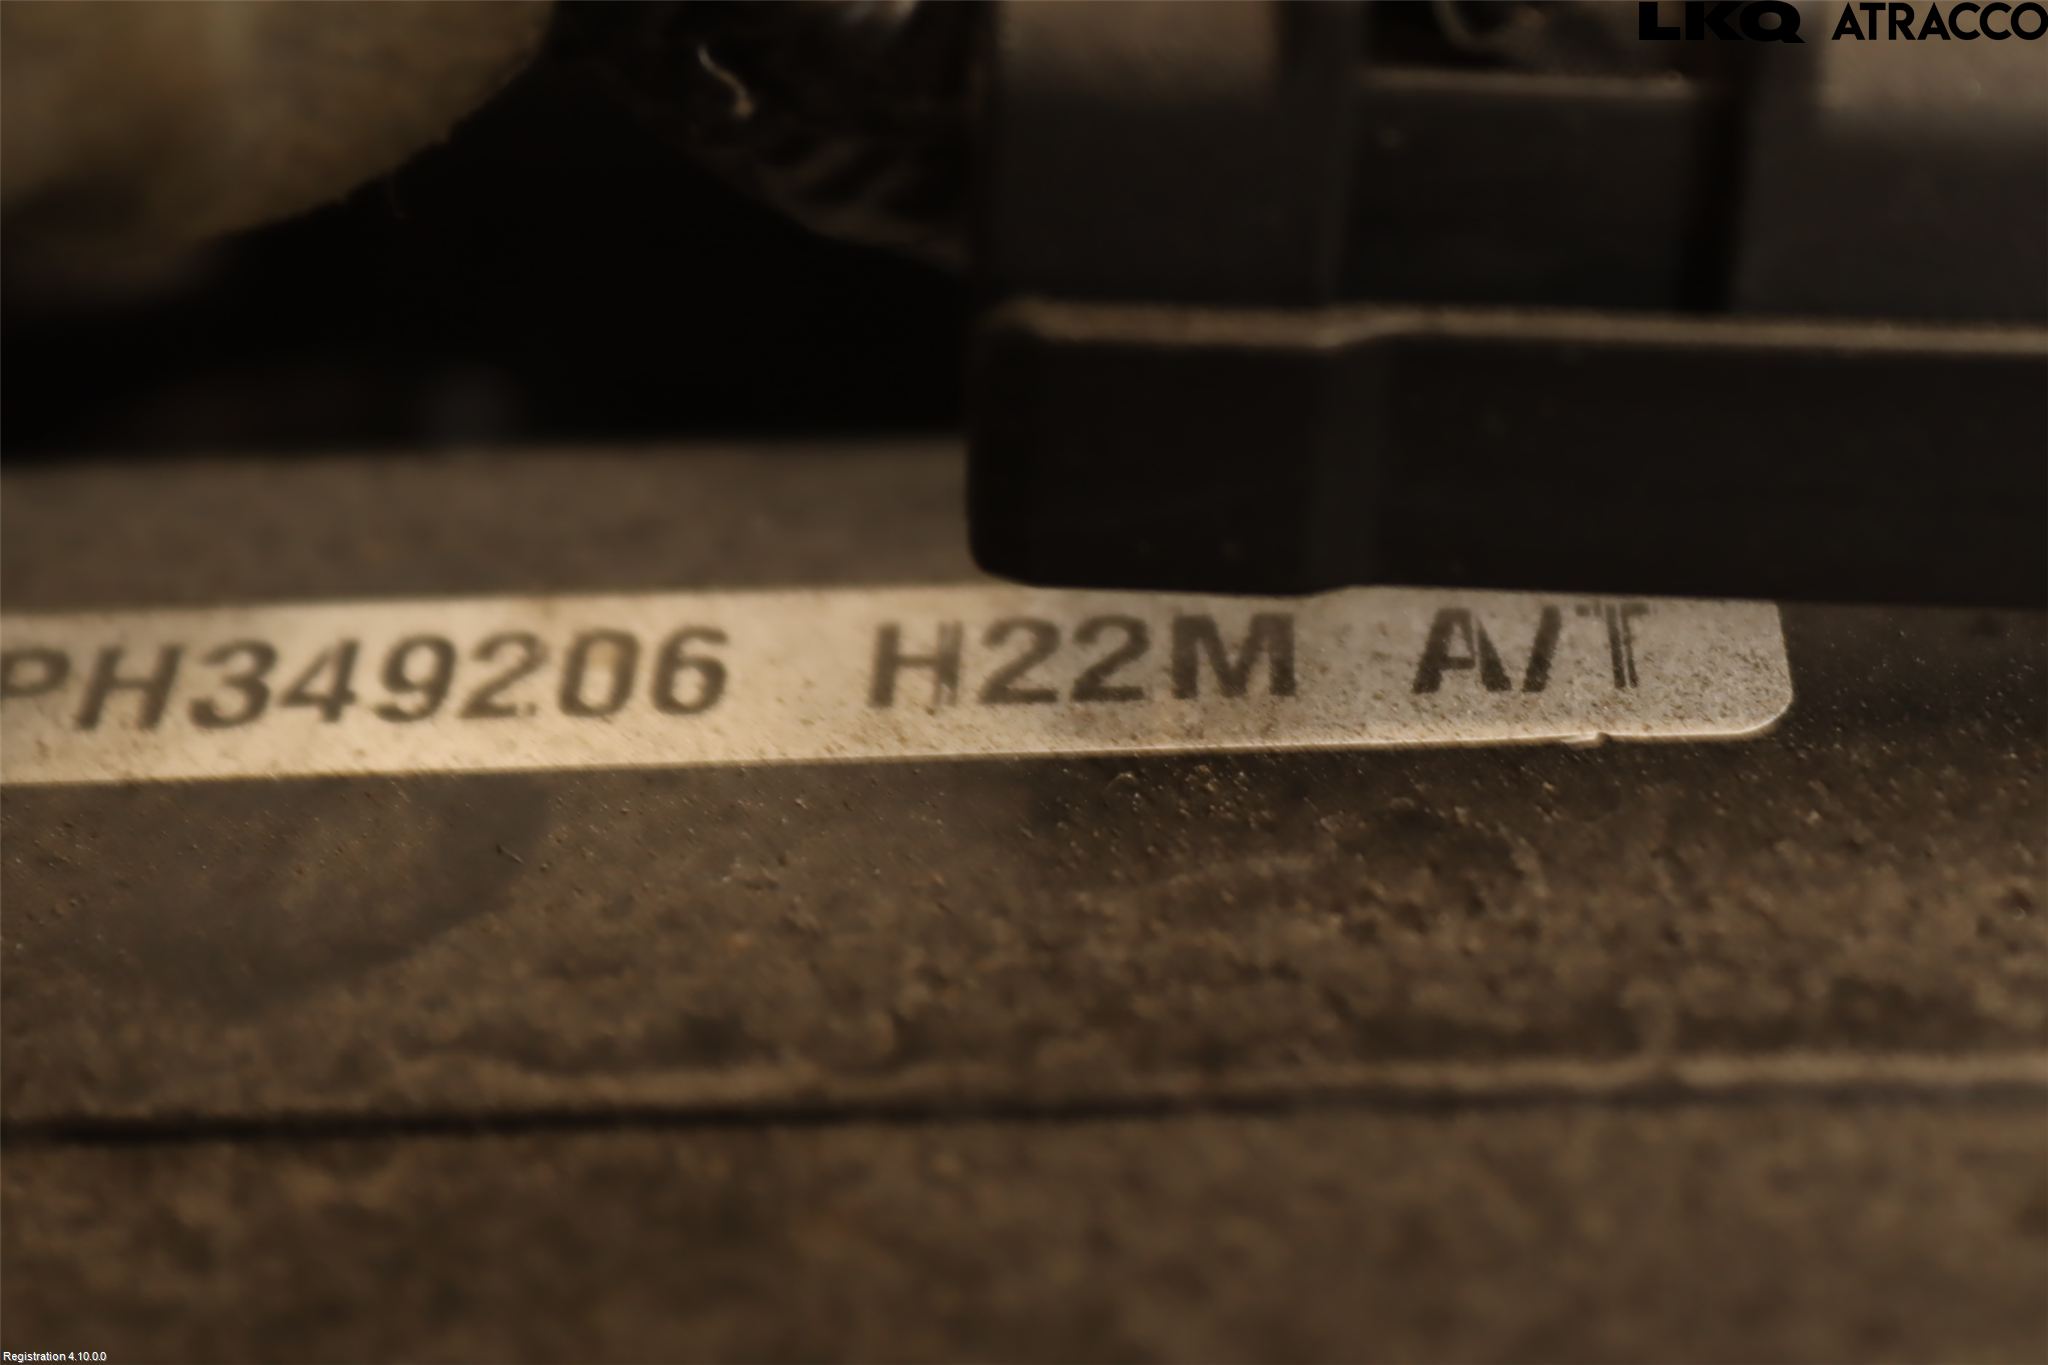 LKQ ATRACCO
PH349206 H22M A/T
Registration 4.10.0.0